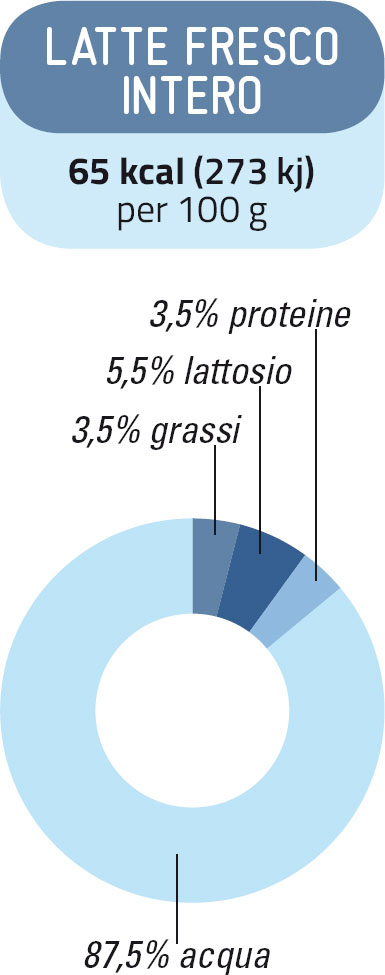 LATTE FRESCO
INTERO
65 kcal (273 kj)
per 100 g
3,5% proteine
5,5% lattosio
3,5% grassi
87,5% acqua